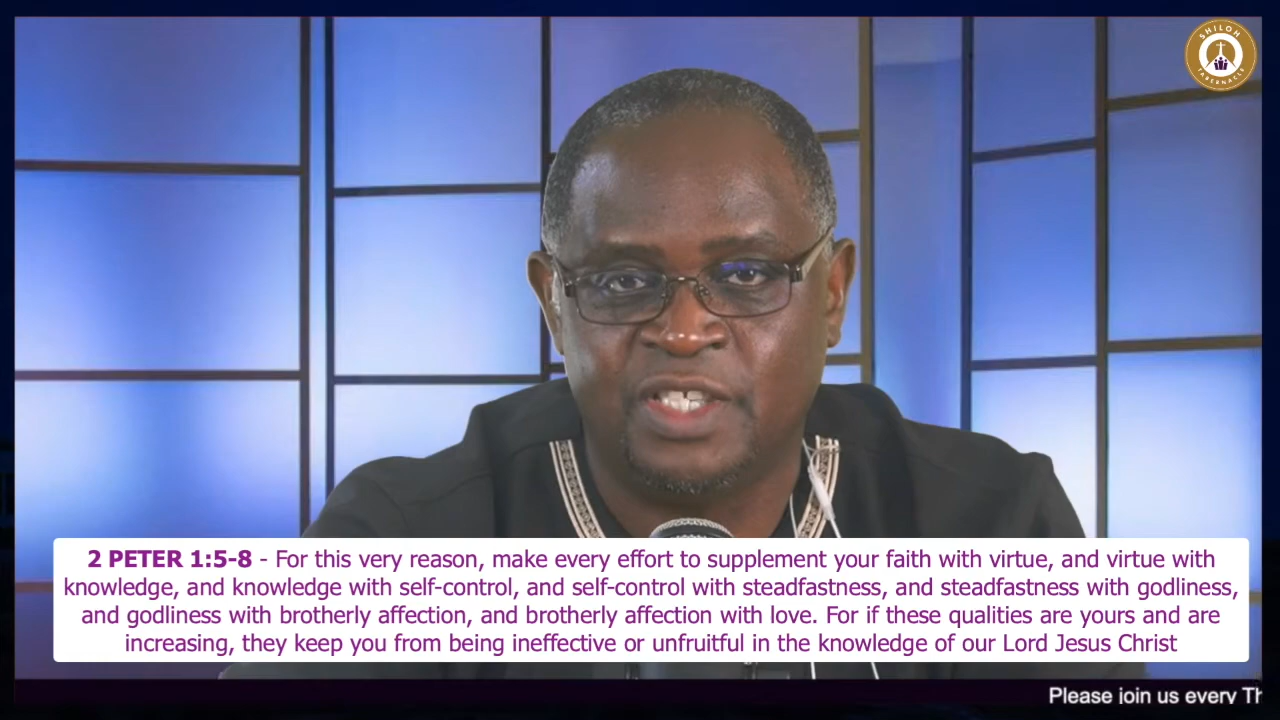 SHILOH
TABERNACLE
2 PETER 1:5-8 - For this very reason, make every effort to supplement your faith with virtue, and virtue with
knowledge, and knowledge with self-control, and self-control with steadfastness, and steadfastness with godliness,
and godliness with brotherly affection, and brotherly affection with love. For if these qualities are yours and are
increasing, they keep you from being ineffective or unfruitful in the knowledge of our Lord Jesus Christ
Please join us every Th